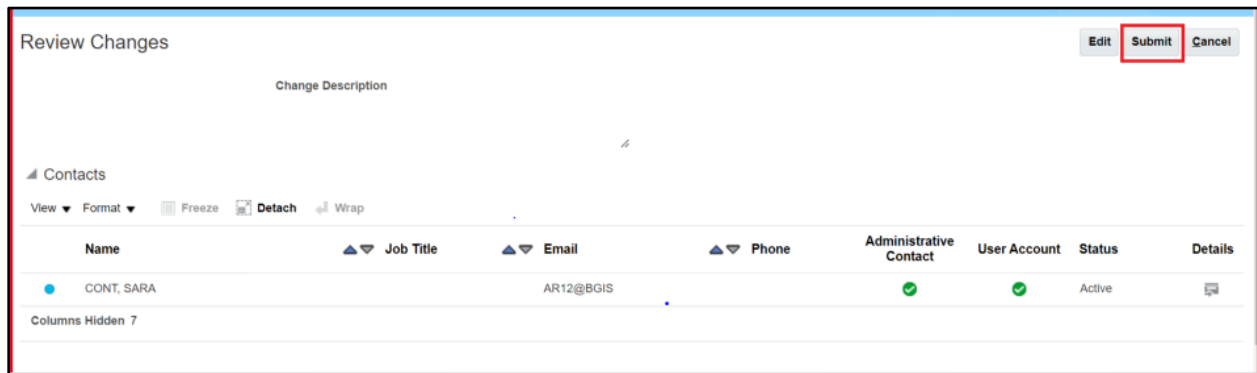 Review Changes Edit Submit Cancel
Change Description
Contacts
View Format Freeze Detach Wrap
Name Job Title Email Phone Administrative Contact User Account Status Details
CONT, SARA AR12@BGIS Active
Columns Hidden 7